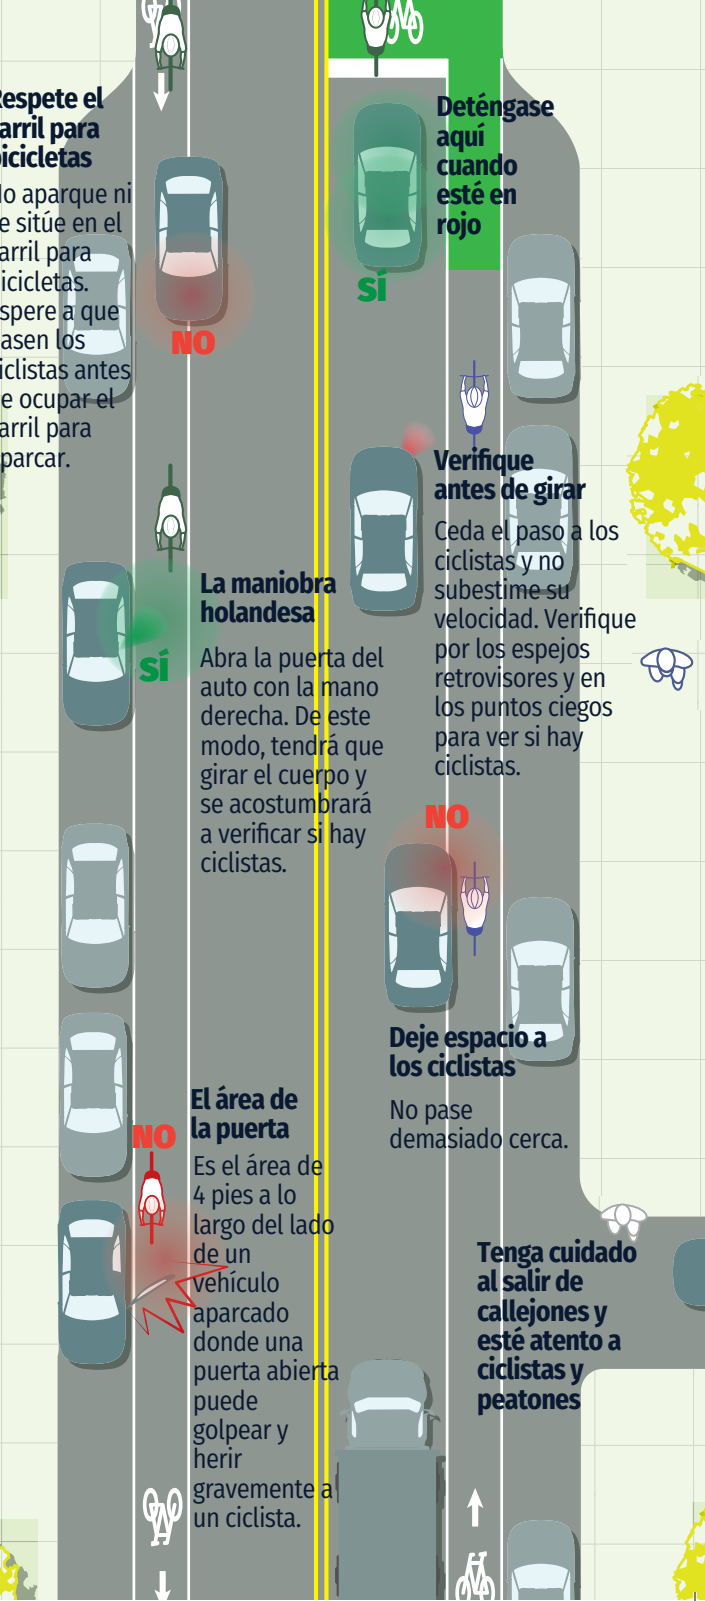 Respete el
arril para
bicicletas
No aparque ni
e sitúe en el
arril para
icicletas.
spere a que
asen los
iclistas antes
e ocupar el
arril para
parcar.
NO
Deténgase
aquí
cuando
esté en
rojo
SÍ
Verifique
antes de girar
Ceda el paso a los
ciclistas y no
subestime su
velocidad. Verifique
por los espejos
retrovisores y en
los puntos ciegos
para ver si hay
ciclistas.
La maniobra
holandesa
SÍ
Abra la puerta del
auto con la mano
derecha. De este
modo, tendrá que
girar el cuerpo y
se acostumbrará
a verificar si hay
ciclistas.
NO
Deje espacio a
los ciclistas
No pase
demasiado cerca.
El área de
la puerta
NO
Es el área de
4 pies a lo
largo del lado
de un
vehículo
aparcado
donde una
puerta abierta
puede
golpear y
herir
gravemente a
un ciclista.
Tenga cuidado
al salir de
callejones y
esté atento a
ciclistas y
peatones